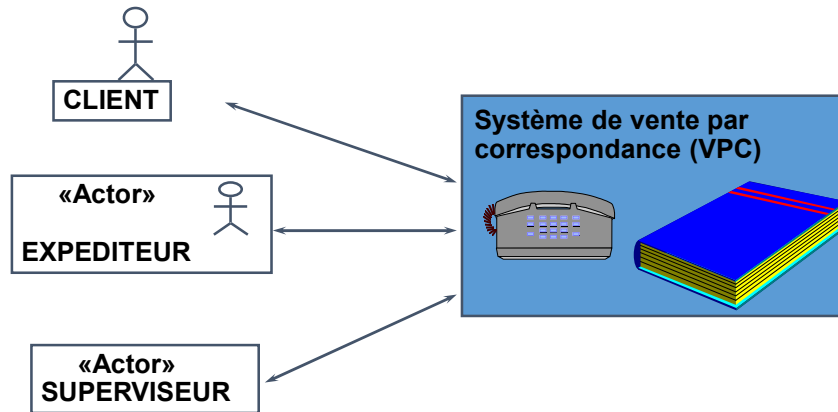 CLIENT
«Actor»
EXPEDITEUR
«Actor»
SUPERVISEUR
Système de vente par
correspondance (VPC)